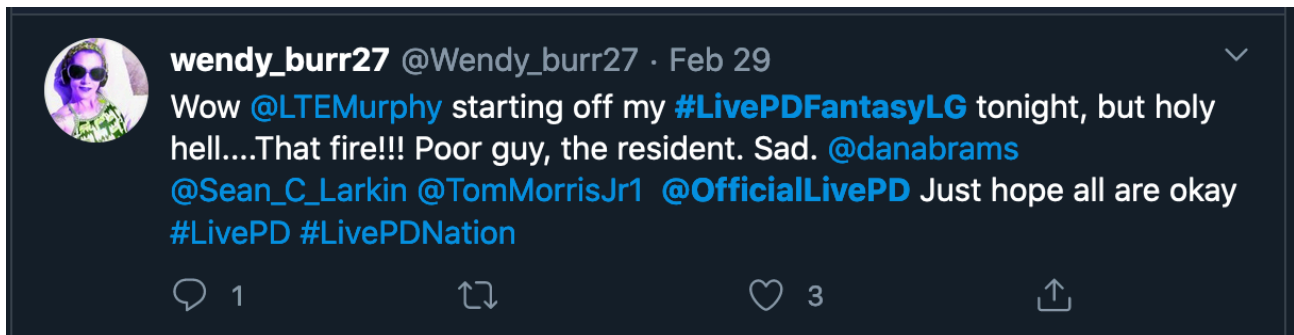 wendy_burr27 @Wendy_burr27 · Feb 29
Wow @LTEMurphy starting off my #LivePDFantasyLG tonight, but holy
hell....That fire!!! Poor guy, the resident. Sad. @danabrams
@Sean_C_Larkin @TomMorrisJr1 @OfficialLivePD Just hope all are okay
#LivePD #LivePDNation
1 3